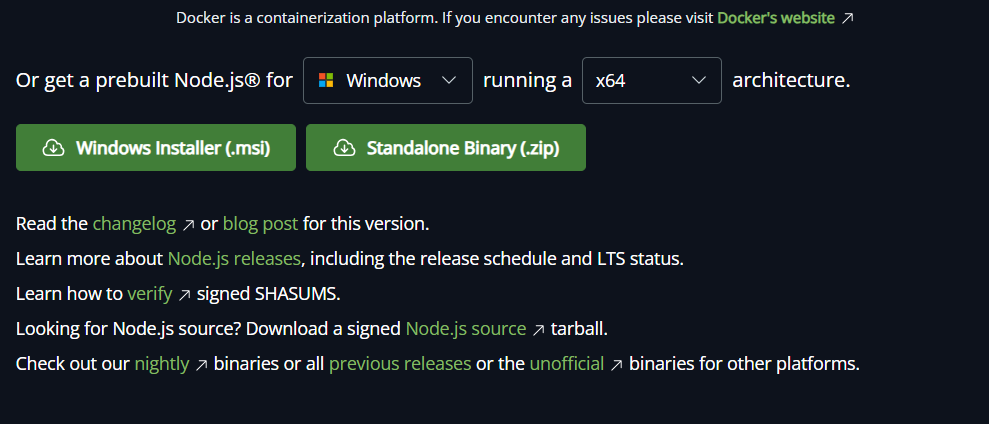 Docker is a containerization platform. If you encounter any issues please visit Docker's website ↗
Or get a prebuilt Node.js® for Windows running a x64 architecture.
Windows Installer (.msi) Standalone Binary (.zip)
Read the changelog ↗ or blog post for this version.
Learn more about Node.js releases, including the release schedule and LTS status.
Learn how to verify ↗ signed SHASUMS.
Looking for Node.js source? Download a signed Node.js source ↗ tarball.
Check out our nightly ↗ binaries or all previous releases or the unofficial ↗ binaries for other platforms.